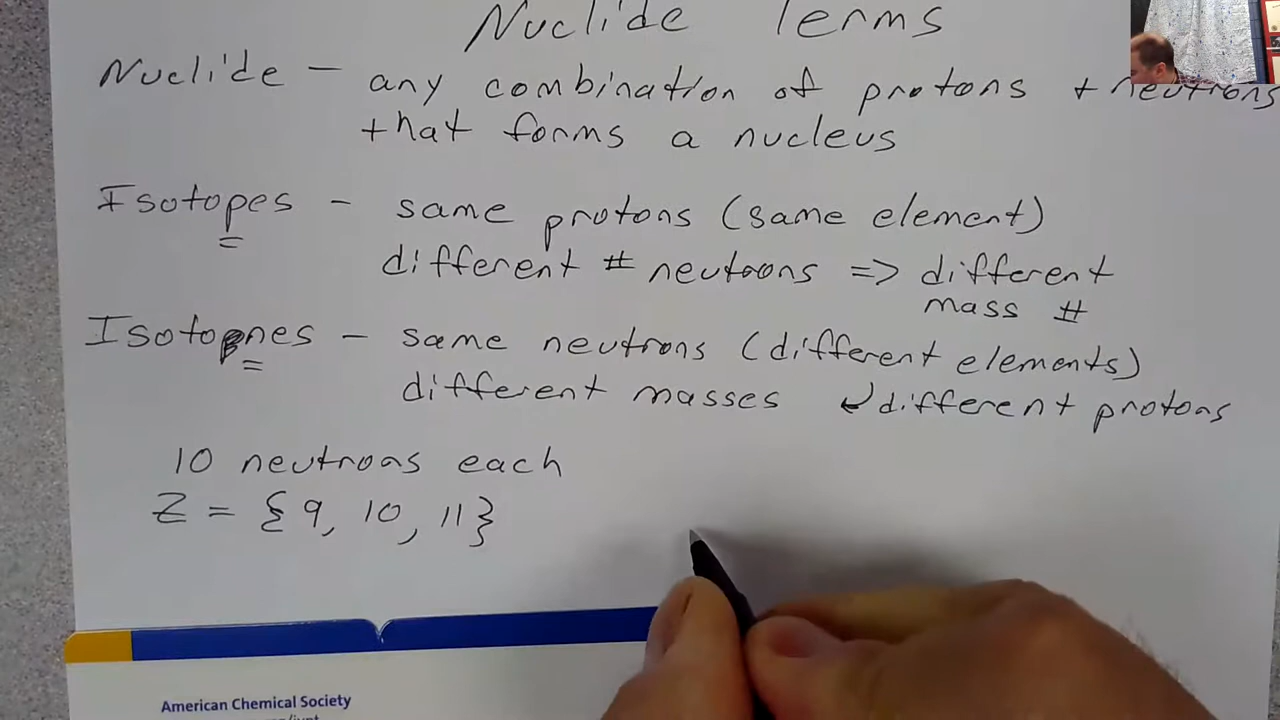 Nuclide Terms
Nuclide - any combination of protons + neutrons
that forms a nucleus
Isotopes - same protons (same element)
different # neutrons => different
mass #
Isotones - same neutrons (different elements)
different masses different protons
10 neutrons each
Z = {9, 10, 11}
American Chemical Society